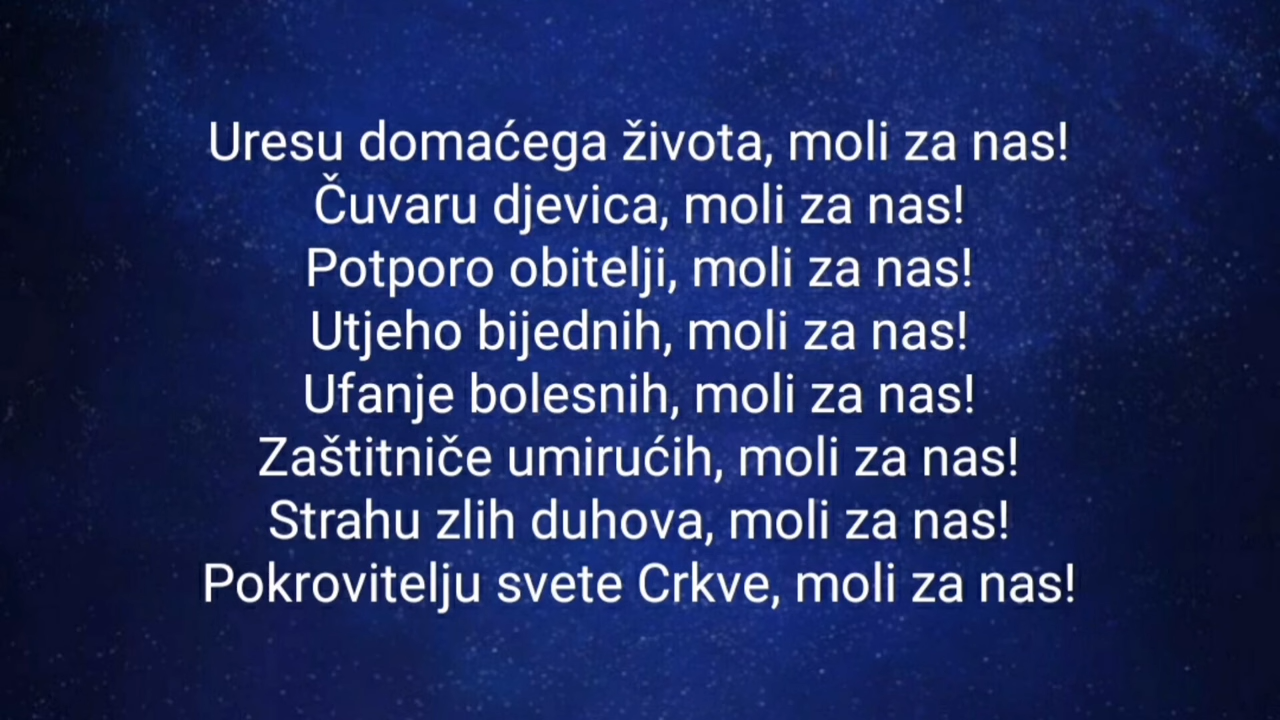 Uresu domaćega života, moli za nas!
Čuvaru djevica, moli za nas!
Potporo obitelji, moli za nas!
Utjeho bijednih, moli za nas!
Ufanje bolesnih, moli za nas!
Zaštitniče umirućih, moli za nas!
Strahu zlih duhova, moli za nas!
Pokrovitelju svete Crkve, moli za nas!